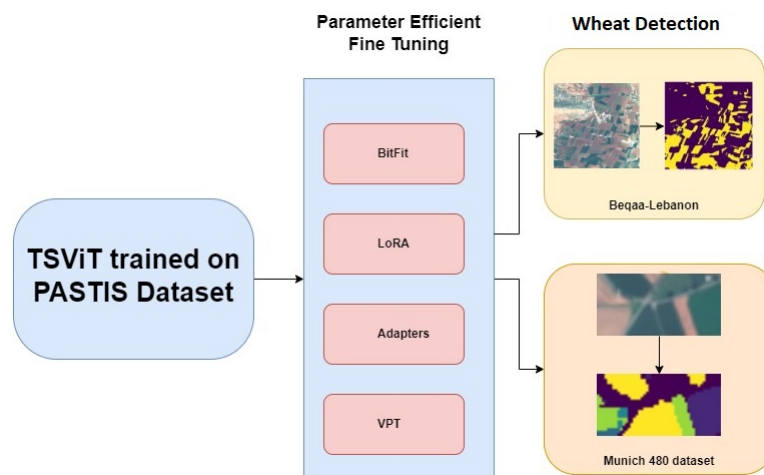 Parameter Efficient
Fine Tuning
Wheat Detection
TSViT trained on
PASTIS Dataset
BitFit
LoRA
Adapters
VPT
Beqaa-Lebanon
Munich 480 dataset